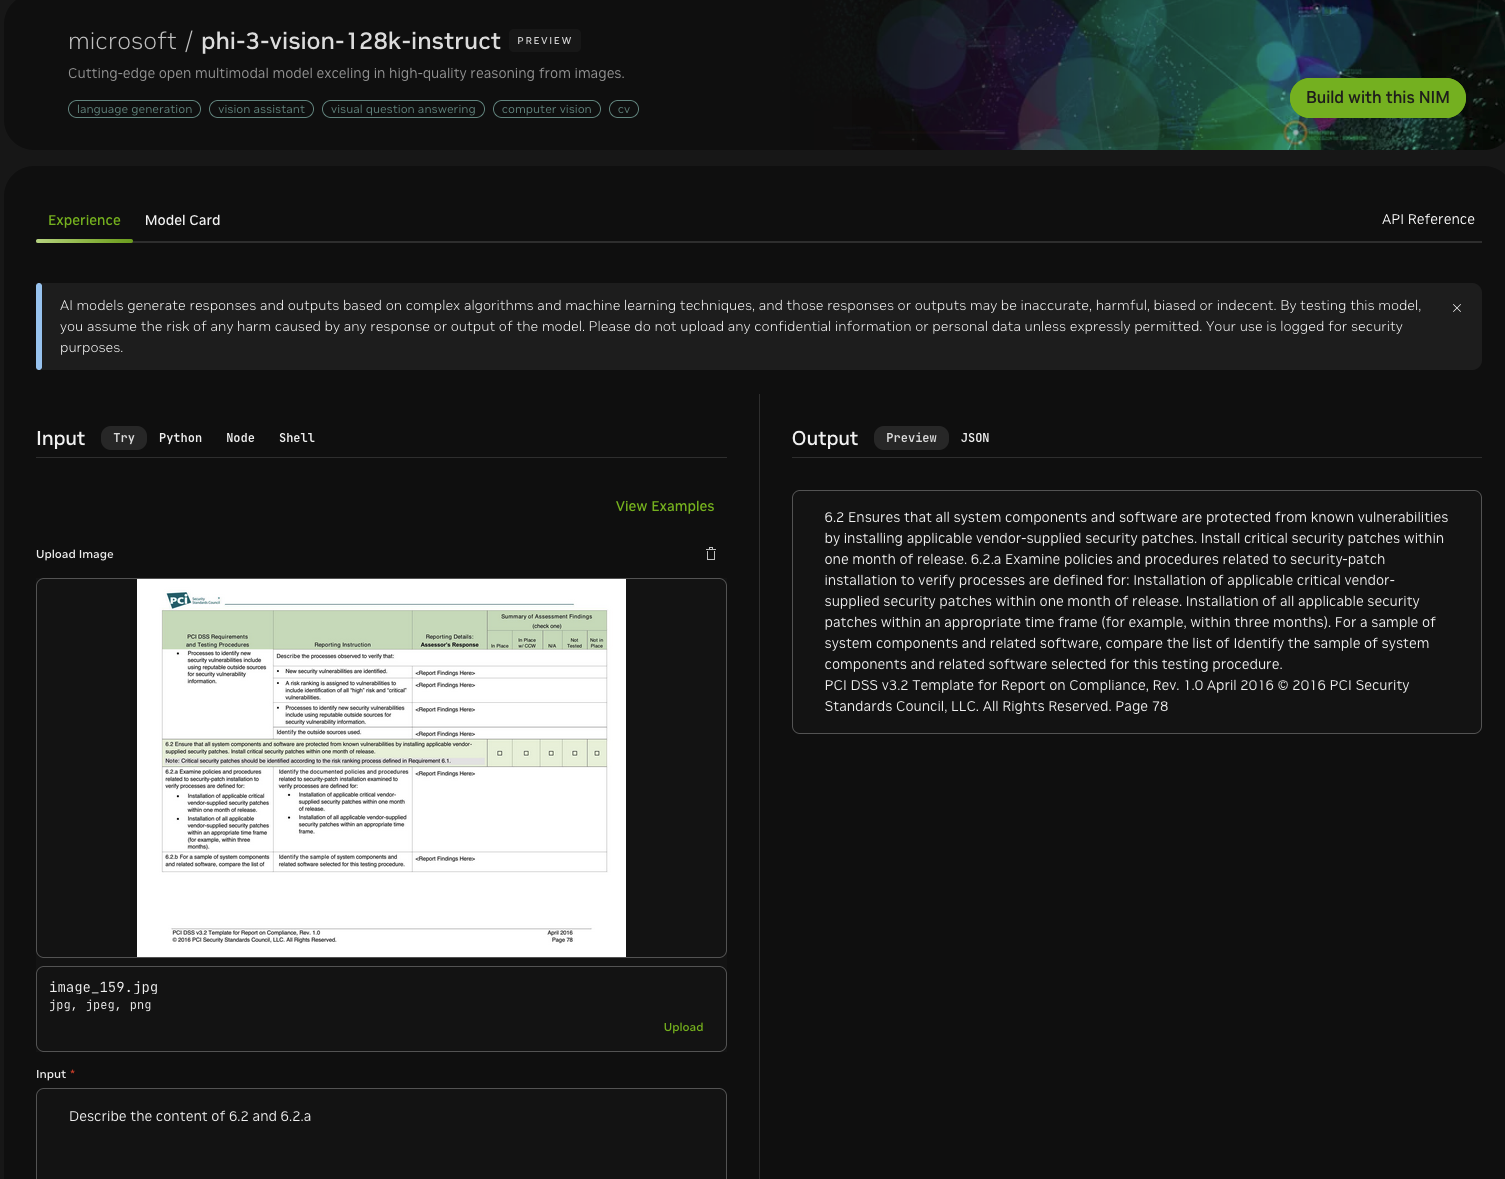 microsoft / phi-3-vision-128k-instruct PREVIEW
Cutting-edge open multimodal model exceling in high-quality reasoning from images.
language generation vision assistant visual question answering computer vision cv
Build with this NIM
Experience Model Card API Reference
AI models generate responses and outputs based on complex algorithms and machine learning techniques, and those responses or outputs may be inaccurate, harmful, biased or indecent. By testing this model,
you assume the risk of any harm caused by any response or output of the model. Please do not upload any confidential information or personal data unless expressly permitted. Your use is logged for security
purposes.
Input Try Python Node Shell
View Examples
Upload Image
PCI Security
Standards Council
Summary of Assessment Findings
(check one)
PCI DSS Requirements
and Testing Procedures
Reporting Instruction
Reporting Details:
Assessor's Response
In Place
In Place
w/ CCW
N/A
Not
Tested
Not in
Place
• Processes to identify new
security vulnerabilities include
using reputable outside sources
for security vulnerability
information.
Describe the processes observed to verify that:
• New security vulnerabilities are identified.
<Report Findings Here>
• A risk ranking is assigned to vulnerabilities to
include identification of all "high" risk and "critical"
vulnerabilities.
<Report Findings Here>
• Processes to identify new security vulnerabilities
include using reputable outside sources for
security vulnerability information.
<Report Findings Here>
Identify the outside sources used.
<Report Findings Here>
6.2 Ensure that all system components and software are protected from known vulnerabilities by installing applicable vendor-
supplied security patches. Install critical security patches within one month of release.
Note: Critical security patches should be identified according to the risk ranking process defined in Requirement 6.1.
6.2.a Examine policies and procedures
related to security-patch installation to
verify processes are defined for:
• Installation of applicable critical
vendor-supplied security patches
within one month of release.
• Installation of all applicable
vendor-supplied security patches
within an appropriate time frame
(for example, within three
months).
Identify the documented policies and procedures
related to security-patch installation examined to
verify processes are defined for:
• Installation of applicable critical vendor-
supplied security patches within one month
of release.
• Installation of all applicable vendor-supplied
security patches within an appropriate time
frame.
<Report Findings Here>
6.2.b For a sample of system components
and related software, compare the list of
Identify the sample of system components and
related software selected for this testing procedure.
<Report Findings Here>
PCI DSS v3.2 Template for Report on Compliance, Rev. 1.0 April 2016
© 2016 PCI Security Standards Council, LLC. All Rights Reserved. Page 78
image_159.jpg
jpg, jpeg, png
Upload
Input *
Describe the content of 6.2 and 6.2.a
Output Preview JSON
6.2 Ensures that all system components and software are protected from known vulnerabilities
by installing applicable vendor-supplied security patches. Install critical security patches within
one month of release. 6.2.a Examine policies and procedures related to security-patch
installation to verify processes are defined for: Installation of applicable critical vendor-
supplied security patches within one month of release. Installation of all applicable security
patches within an appropriate time frame (for example, within three months). For a sample of
system components and related software, compare the list of Identify the sample of system
components and related software selected for this testing procedure.
PCI DSS v3.2 Template for Report on Compliance, Rev. 1.0 April 2016 © 2016 PCI Security
Standards Council, LLC. All Rights Reserved. Page 78